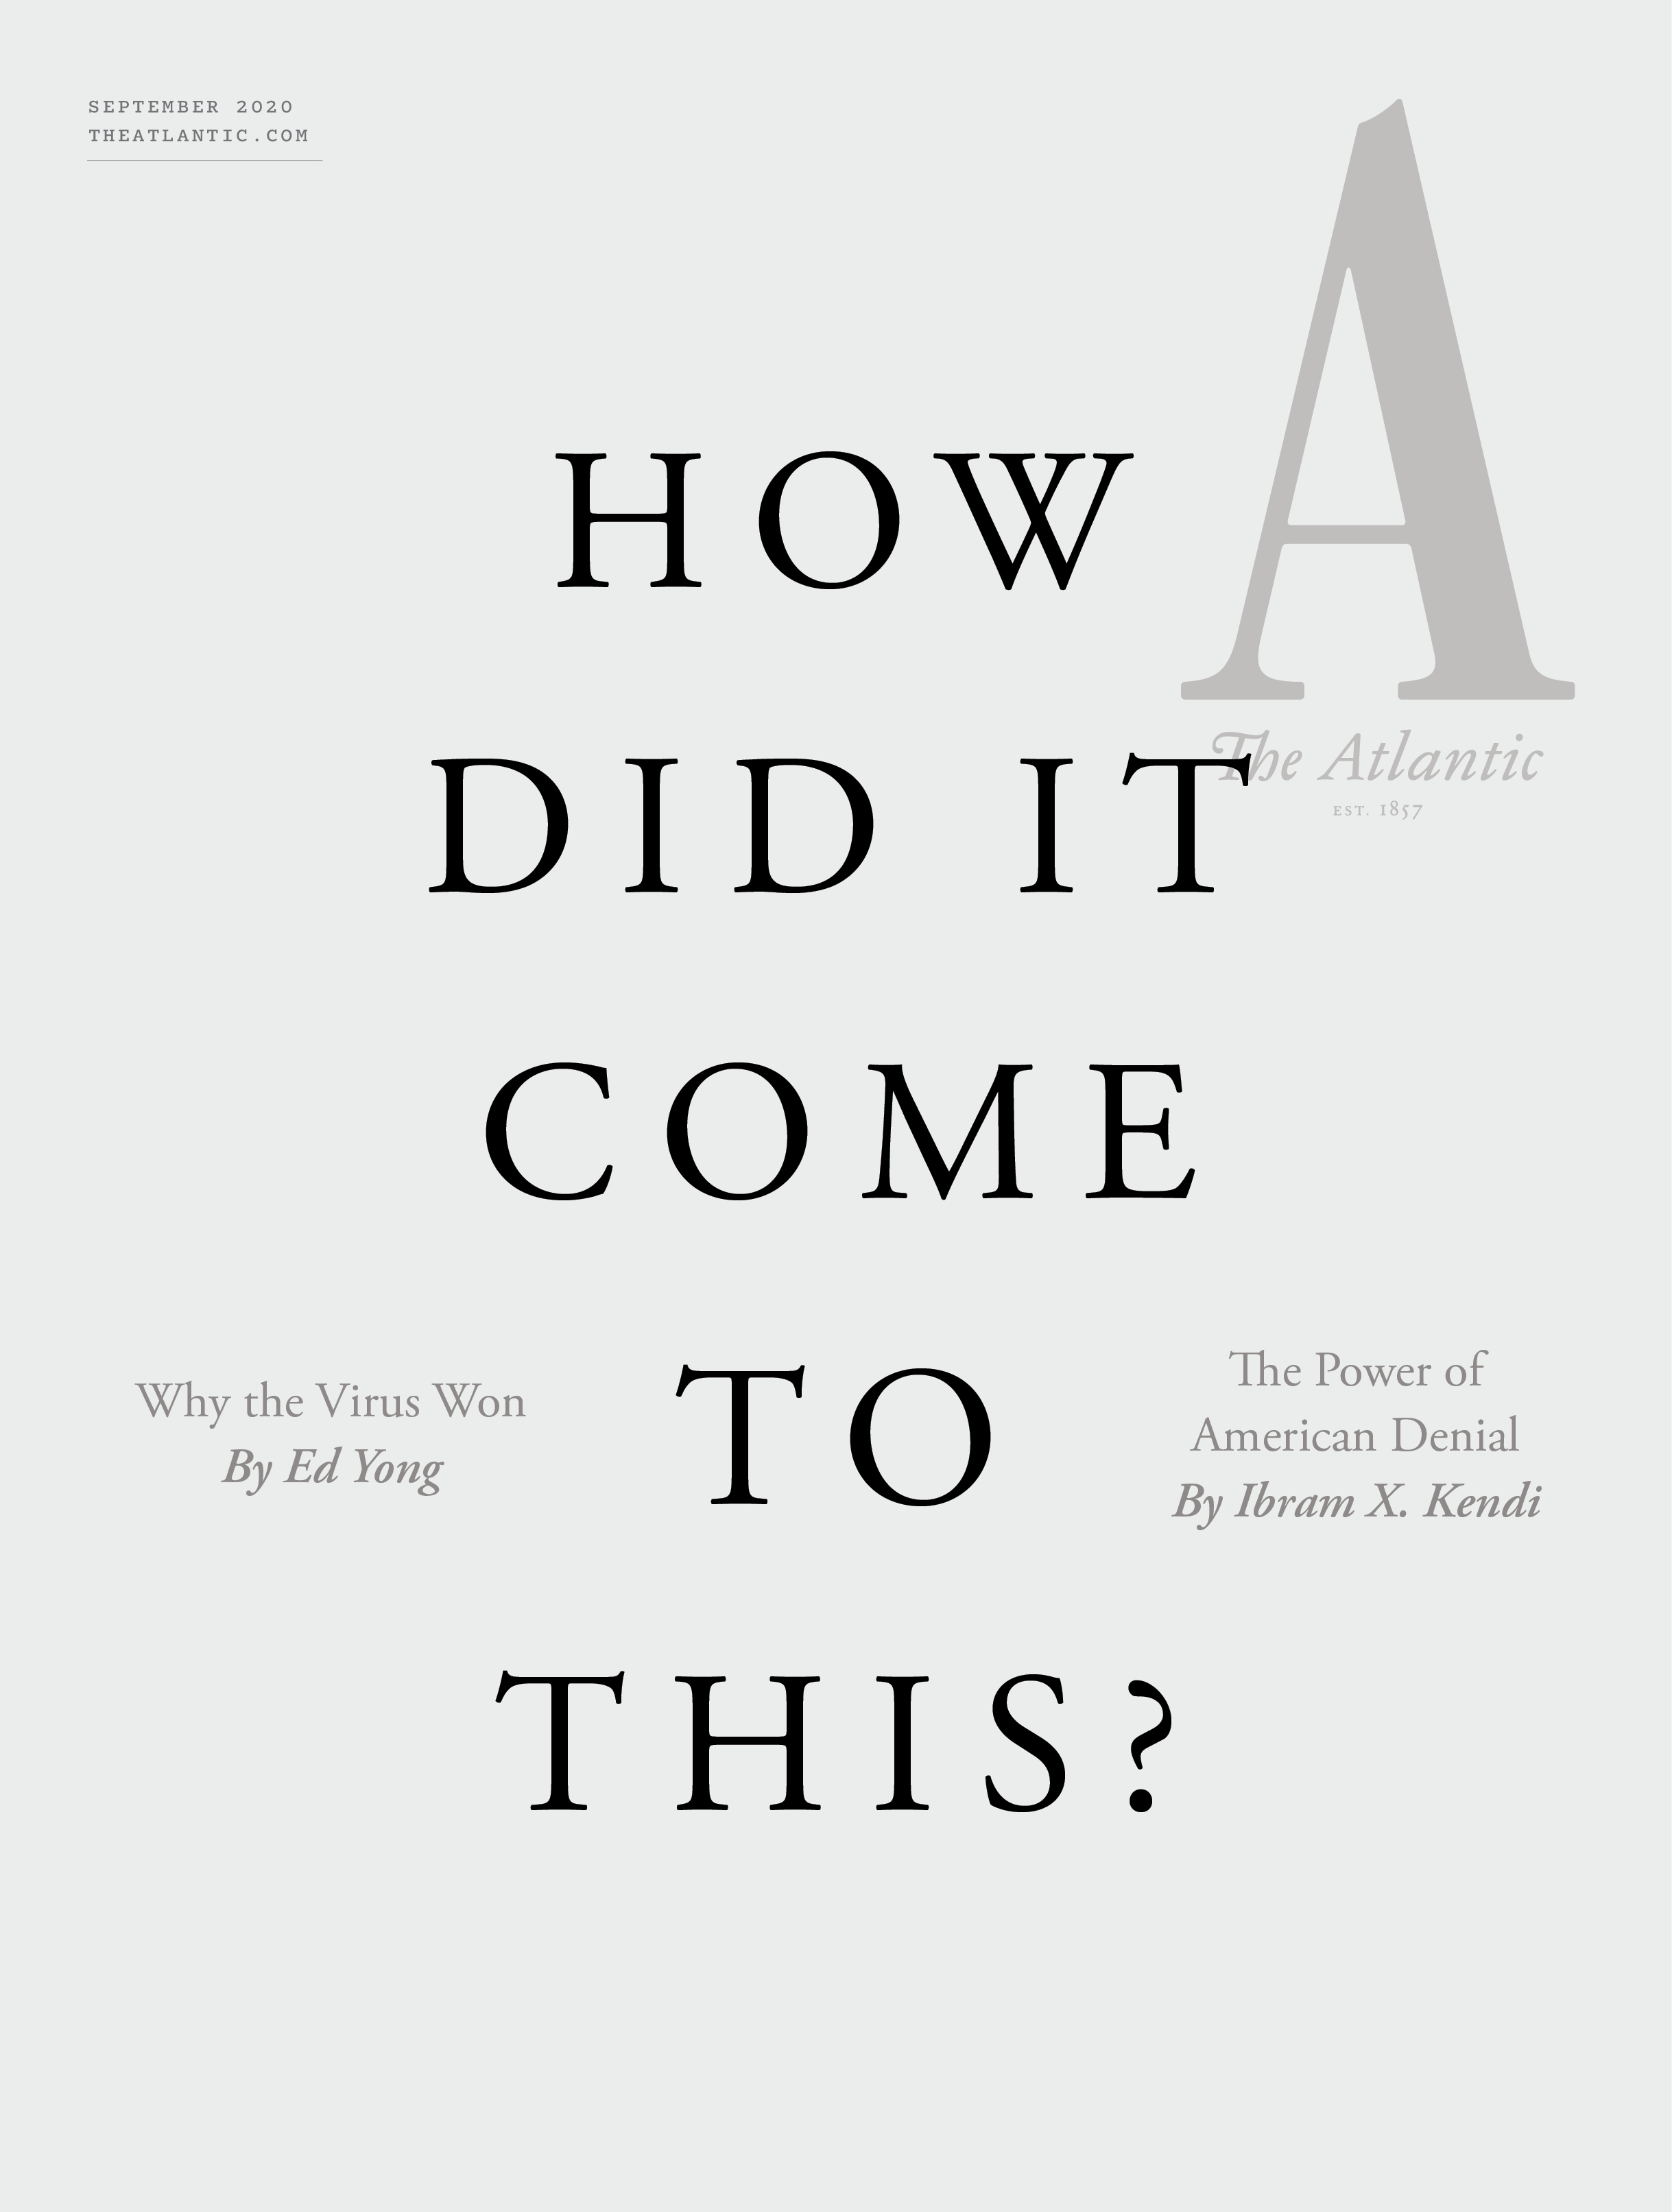 SEPTEMBER 2020
THEATLANTIC.COM
A
The Atlantic
EST. 1857
HOW
DID IT
COME
TO
THIS?
Why the Virus Won
By Ed Yong
The Power of
American Denial
By Ibram X. Kendi